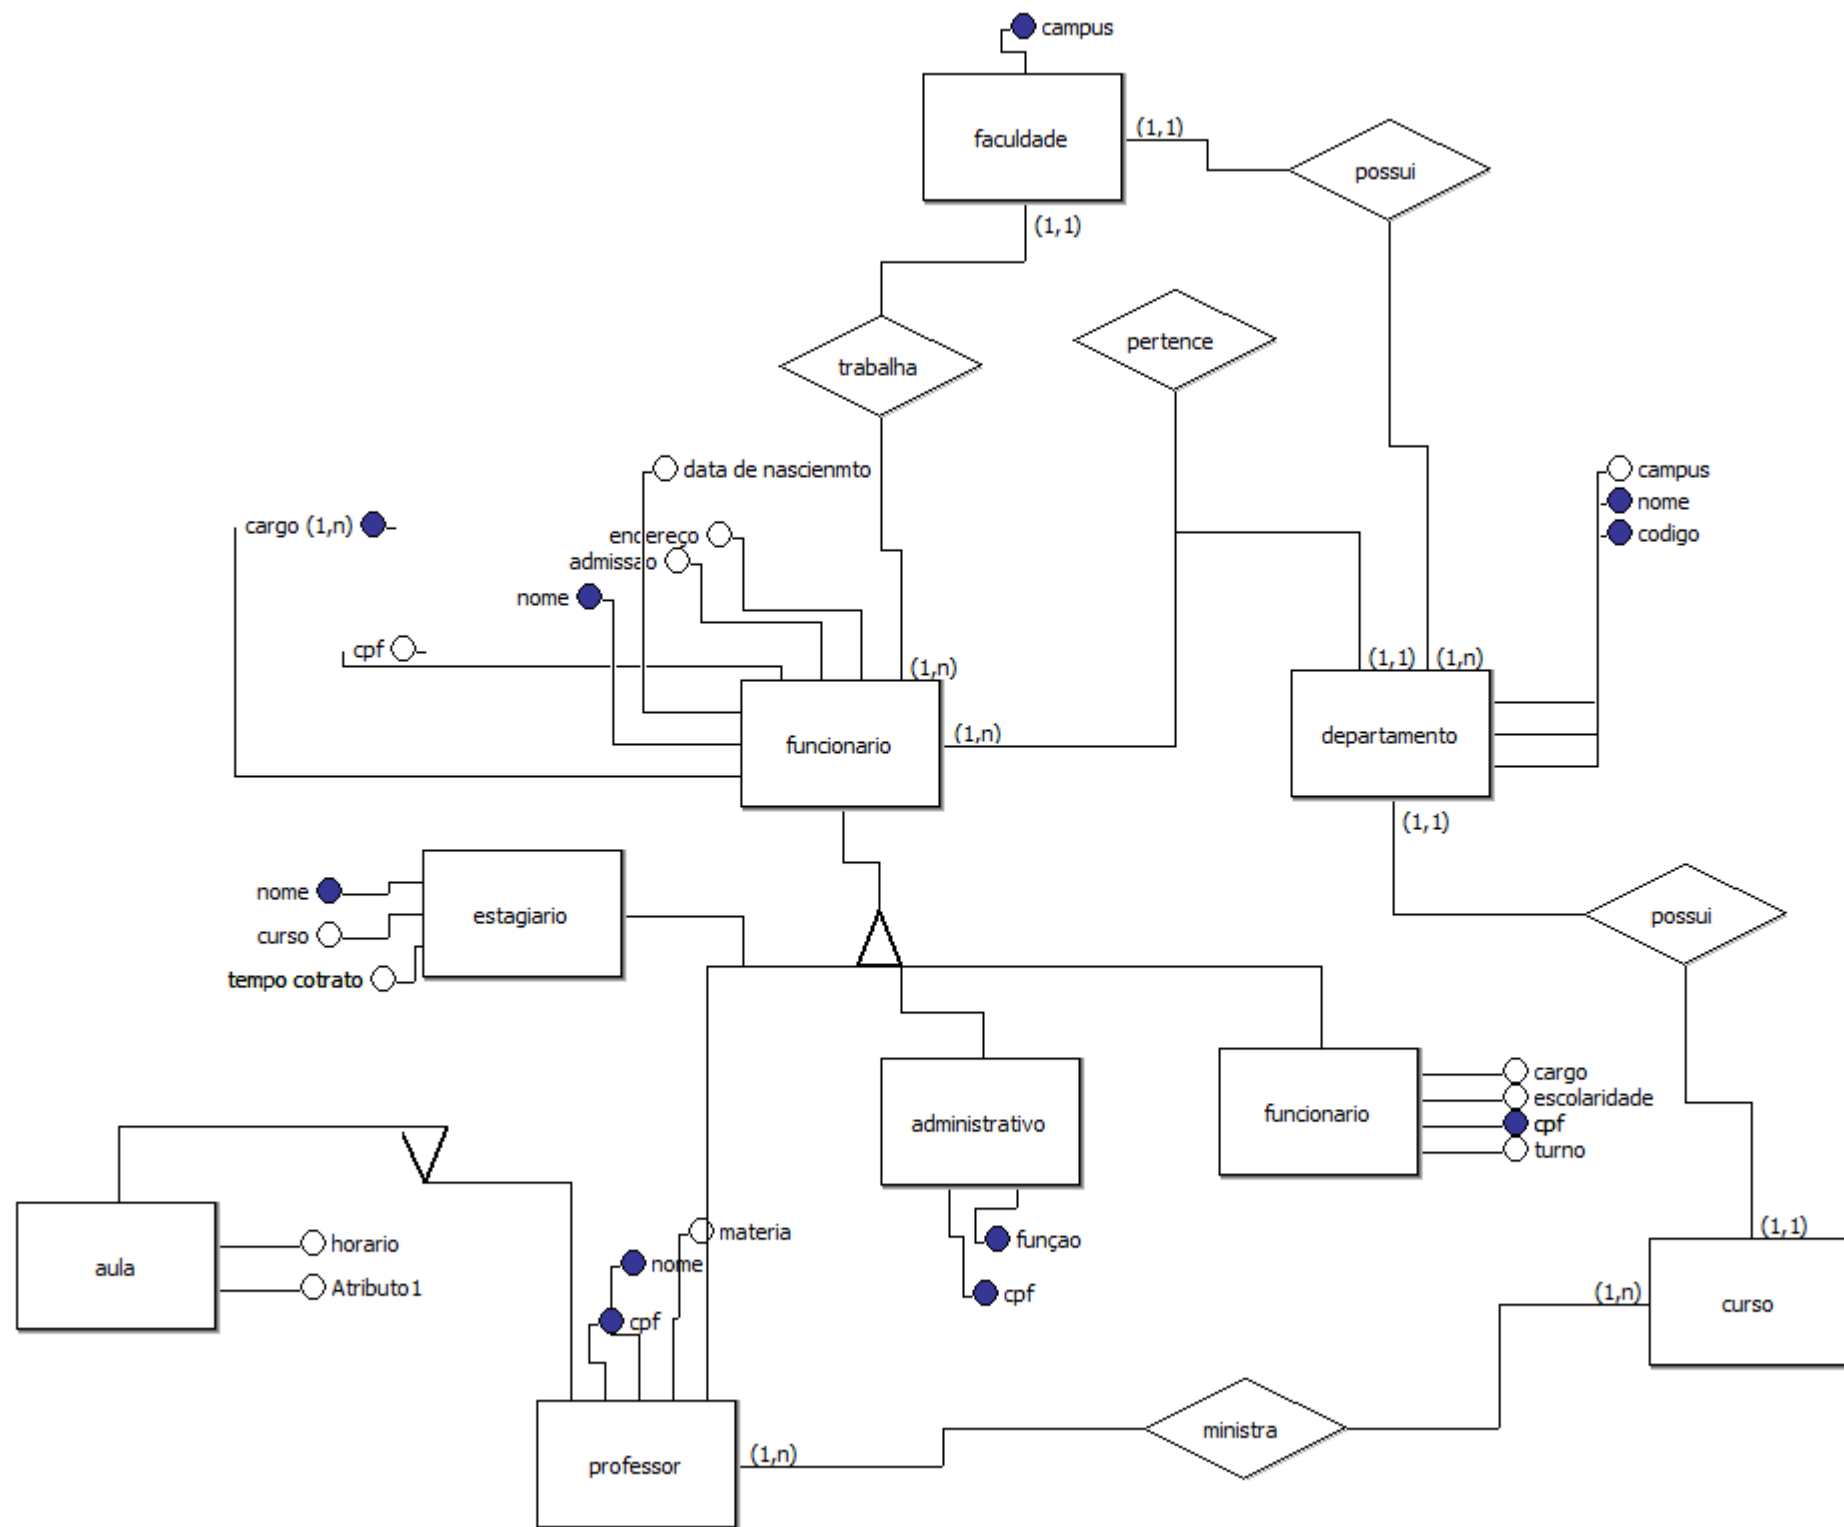 campus
faculdade
(1,1)
possui
(1,1)
trabalha
pertence
data de nascienmto
campus
nome
codigo
cargo (1,n)
endereço
admissao
nome
cpf
(1,n)
(1,1)
(1,n)
funcionario
(1,n)
departamento
(1,1)
nome
curso
tempo cotrato
estagiario
possui
cargo
escolaridade
cpf
turno
administrativo
funcionario
horario
Atributo1
aula
materia
nome
cpf
funçao
cpf
(1,1)
(1,n)
curso
ministra
(1,n)
professor